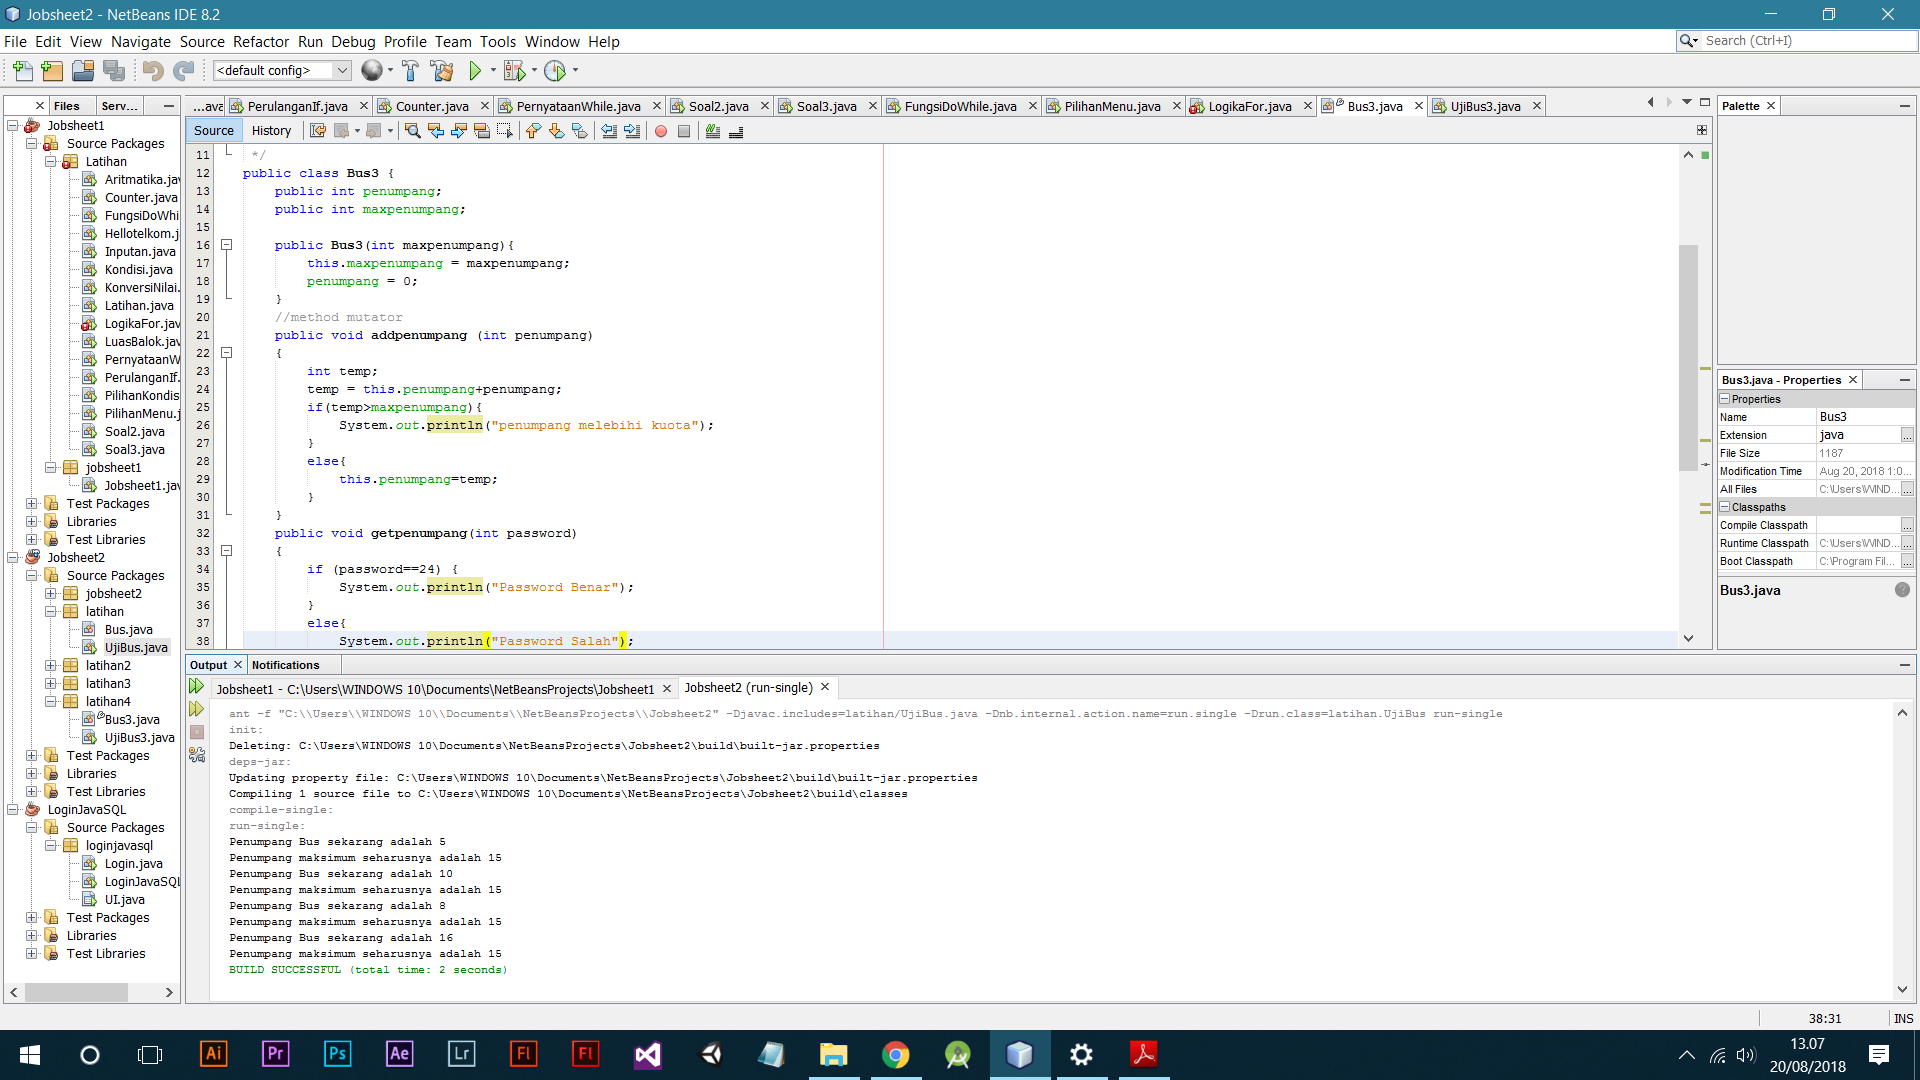 Jobsheet2 - NetBeans IDE 8.2
File Edit View Navigate Source Refactor Run Debug Profile Team Tools Window Help
Search (Ctrl+I)
<default config>
Files Serv...
Jobsheet1
Source Packages
Latihan
Aritmatika.jav
Counter.java
FungsiDoWhi
Hellotelkom.j
Inputan.java
Kondisi.java
KonversiNilai.
Latihan.java
LogikaFor.jav
LuasBalok.jav
PernyataanW
PerulanganIf.
PilihanKondis
PilihanMenu.j
Soal2.java
Soal3.java
jobsheet1
Jobsheet1.jav
Test Packages
Libraries
Test Libraries
Jobsheet2
Source Packages
jobsheet2
latihan
Bus.java
UjiBus.java
latihan2
latihan3
latihan4
Bus3.java
UjiBus3.java
Test Packages
Libraries
Test Libraries
LoginJavaSQL
Source Packages
loginjavasql
Login.java
LoginJavaSQL
UI.java
Test Packages
Libraries
Test Libraries
...ava PerulanganIf.java Counter.java PernyataanWhile.java Soal2.java Soal3.java FungsiDoWhile.java PilihanMenu.java LogikaFor.java Bus3.java UjiBus3.java
Source History
11 */
12 public class Bus3 {
13 public int penumpang;
14 public int maxpenumpang;
15
16 public Bus3(int maxpenumpang){
17 this.maxpenumpang = maxpenumpang;
18 penumpang = 0;
19 }
20 //method mutator
21 public void addpenumpang (int penumpang)
22 {
23 int temp;
24 temp = this.penumpang+penumpang;
25 if(temp>maxpenumpang){
26 System.out.println("penumpang melebihi kuota");
27 }
28 else{
29 this.penumpang=temp;
30 }
31 }
32 public void getpenumpang(int password)
33 {
34 if (password==24) {
35 System.out.println("Password Benar");
36 }
37 else{
38 System.out.println("Password Salah");
Palette
Bus3.java - Properties
Properties
Name Bus3
Extension java
File Size 1187
Modification Time Aug 20, 2018 1:0...
All Files C:\Users\WIND...
Classpaths
Compile Classpath
Runtime Classpath C:\Users\WIND...
Boot Classpath C:\Program Fil...
Bus3.java
Output Notifications
Jobsheet1 - C:\Users\WINDOWS 10\Documents\NetBeansProjects\Jobsheet1 Jobsheet2 (run-single)
ant -f "C:\\Users\\WINDOWS 10\\Documents\\NetBeansProjects\\Jobsheet2" -Djavac.includes=latihan/UjiBus.java -Dnb.internal.action.name=run.single -Drun.class=latihan.UjiBus run-single
init:
Deleting: C:\Users\WINDOWS 10\Documents\NetBeansProjects\Jobsheet2\build\built-jar.properties
deps-jar:
Updating property file: C:\Users\WINDOWS 10\Documents\NetBeansProjects\Jobsheet2\build\built-jar.properties
Compiling 1 source file to C:\Users\WINDOWS 10\Documents\NetBeansProjects\Jobsheet2\build\classes
compile-single:
run-single:
Penumpang Bus sekarang adalah 5
Penumpang maksimum seharusnya adalah 15
Penumpang Bus sekarang adalah 10
Penumpang maksimum seharusnya adalah 15
Penumpang Bus sekarang adalah 8
Penumpang maksimum seharusnya adalah 15
Penumpang Bus sekarang adalah 16
Penumpang maksimum seharusnya adalah 15
BUILD SUCCESSFUL (total time: 2 seconds)
38:31 INS
Ai Pr Ps Ae Lr Fl Fl
13.07
20/08/2018